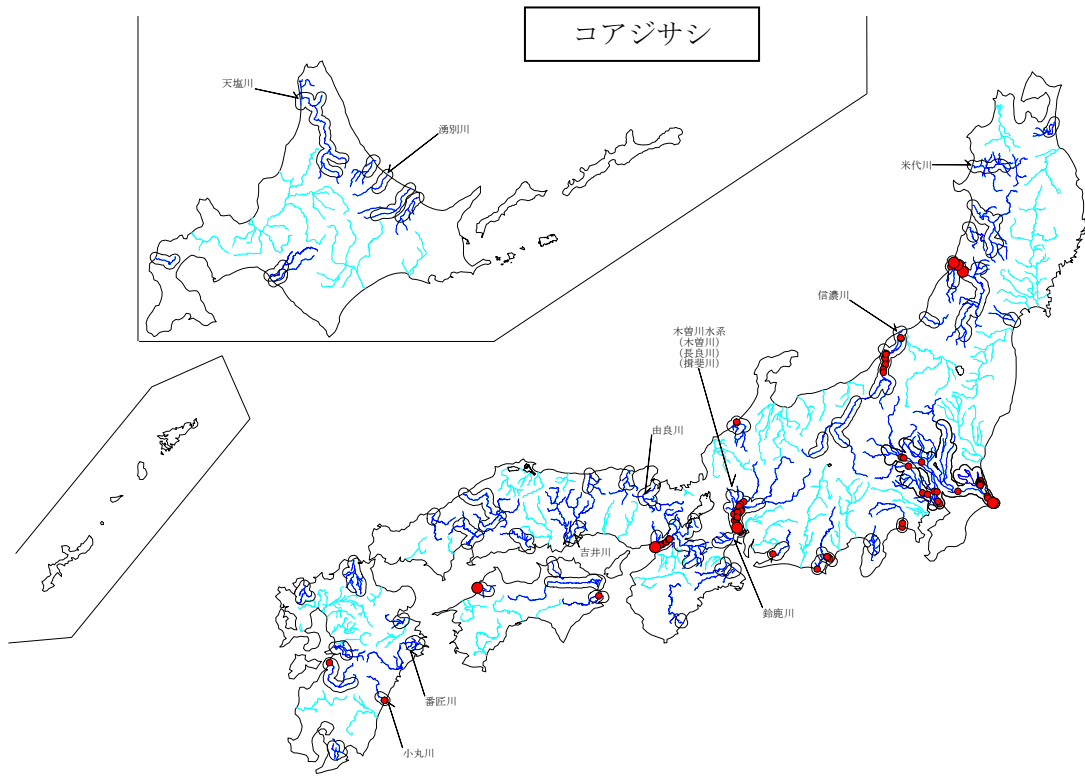 コアジサシ
天塩川
湧別川
米代川
信濃川
木曽川水系
(木曽川)
(長良川)
(揖斐川)
由良川
吉井川
鈴鹿川
番匠川
小丸川